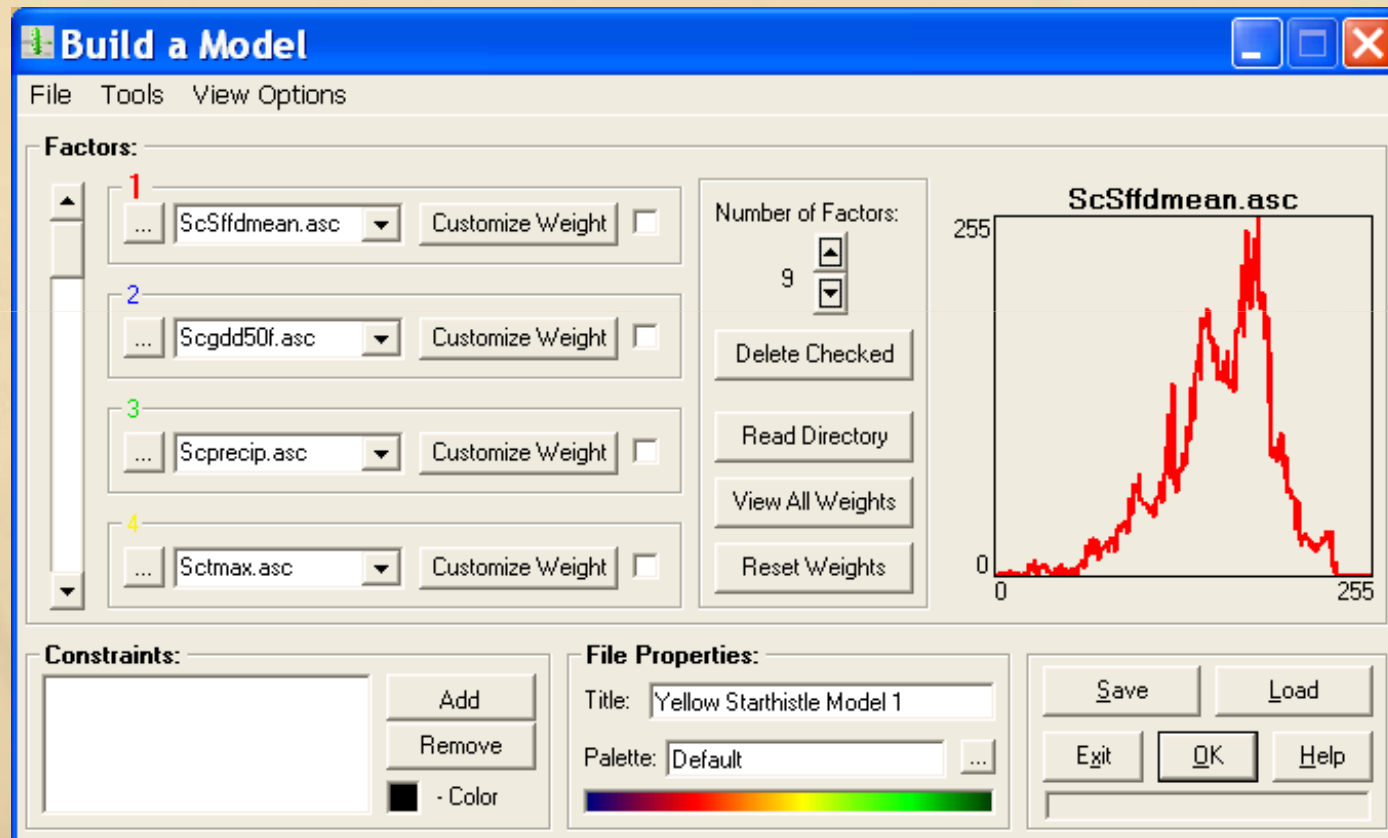 Build a Model
File Tools View Options
Factors:
1
... ScSffdmean.asc Customize Weight
2
... Scgdd50f.asc Customize Weight
3
... Scprecip.asc Customize Weight
4
... Sctmax.asc Customize Weight
Number of Factors:
9
Delete Checked
Read Directory
View All Weights
Reset Weights
ScSffdmean.asc
255
0
0 255
Constraints:
Add
Remove
- Color
File Properties:
Title: Yellow Starthistle Model 1
Palette: Default ...
Save Load
Exit OK Help